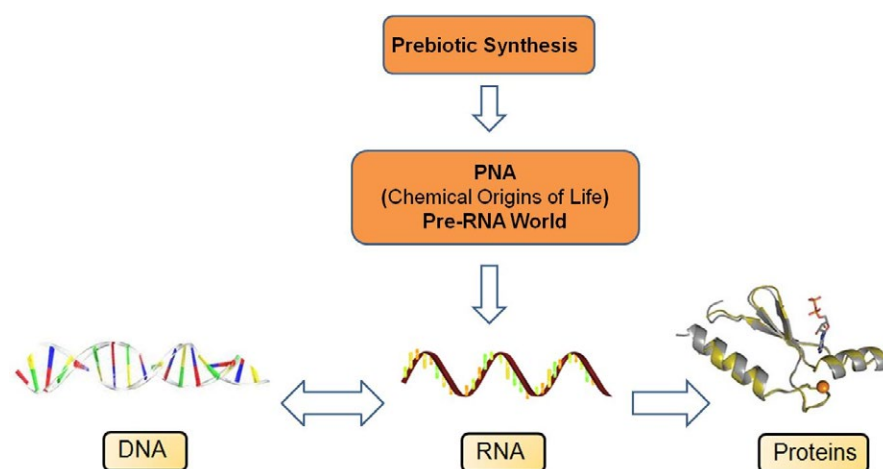 Prebiotic Synthesis
PNA
(Chemical Origins of Life)
Pre-RNA World
DNA
RNA
Proteins